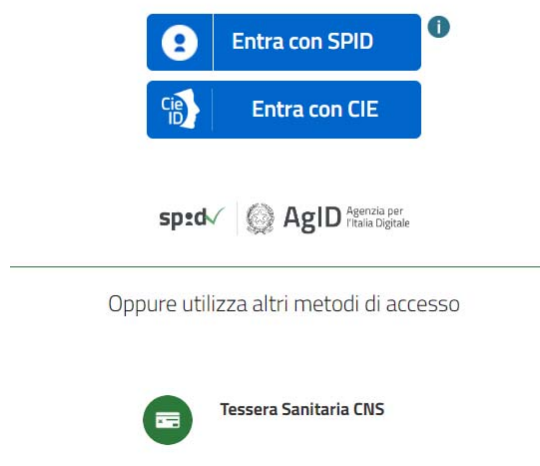 Entra con SPID
i
Cie
ID
Entra con CIE
spid
AgID
Agenzia per
l'Italia Digitale
Oppure utilizza altri metodi di accesso
Tessera Sanitaria CNS